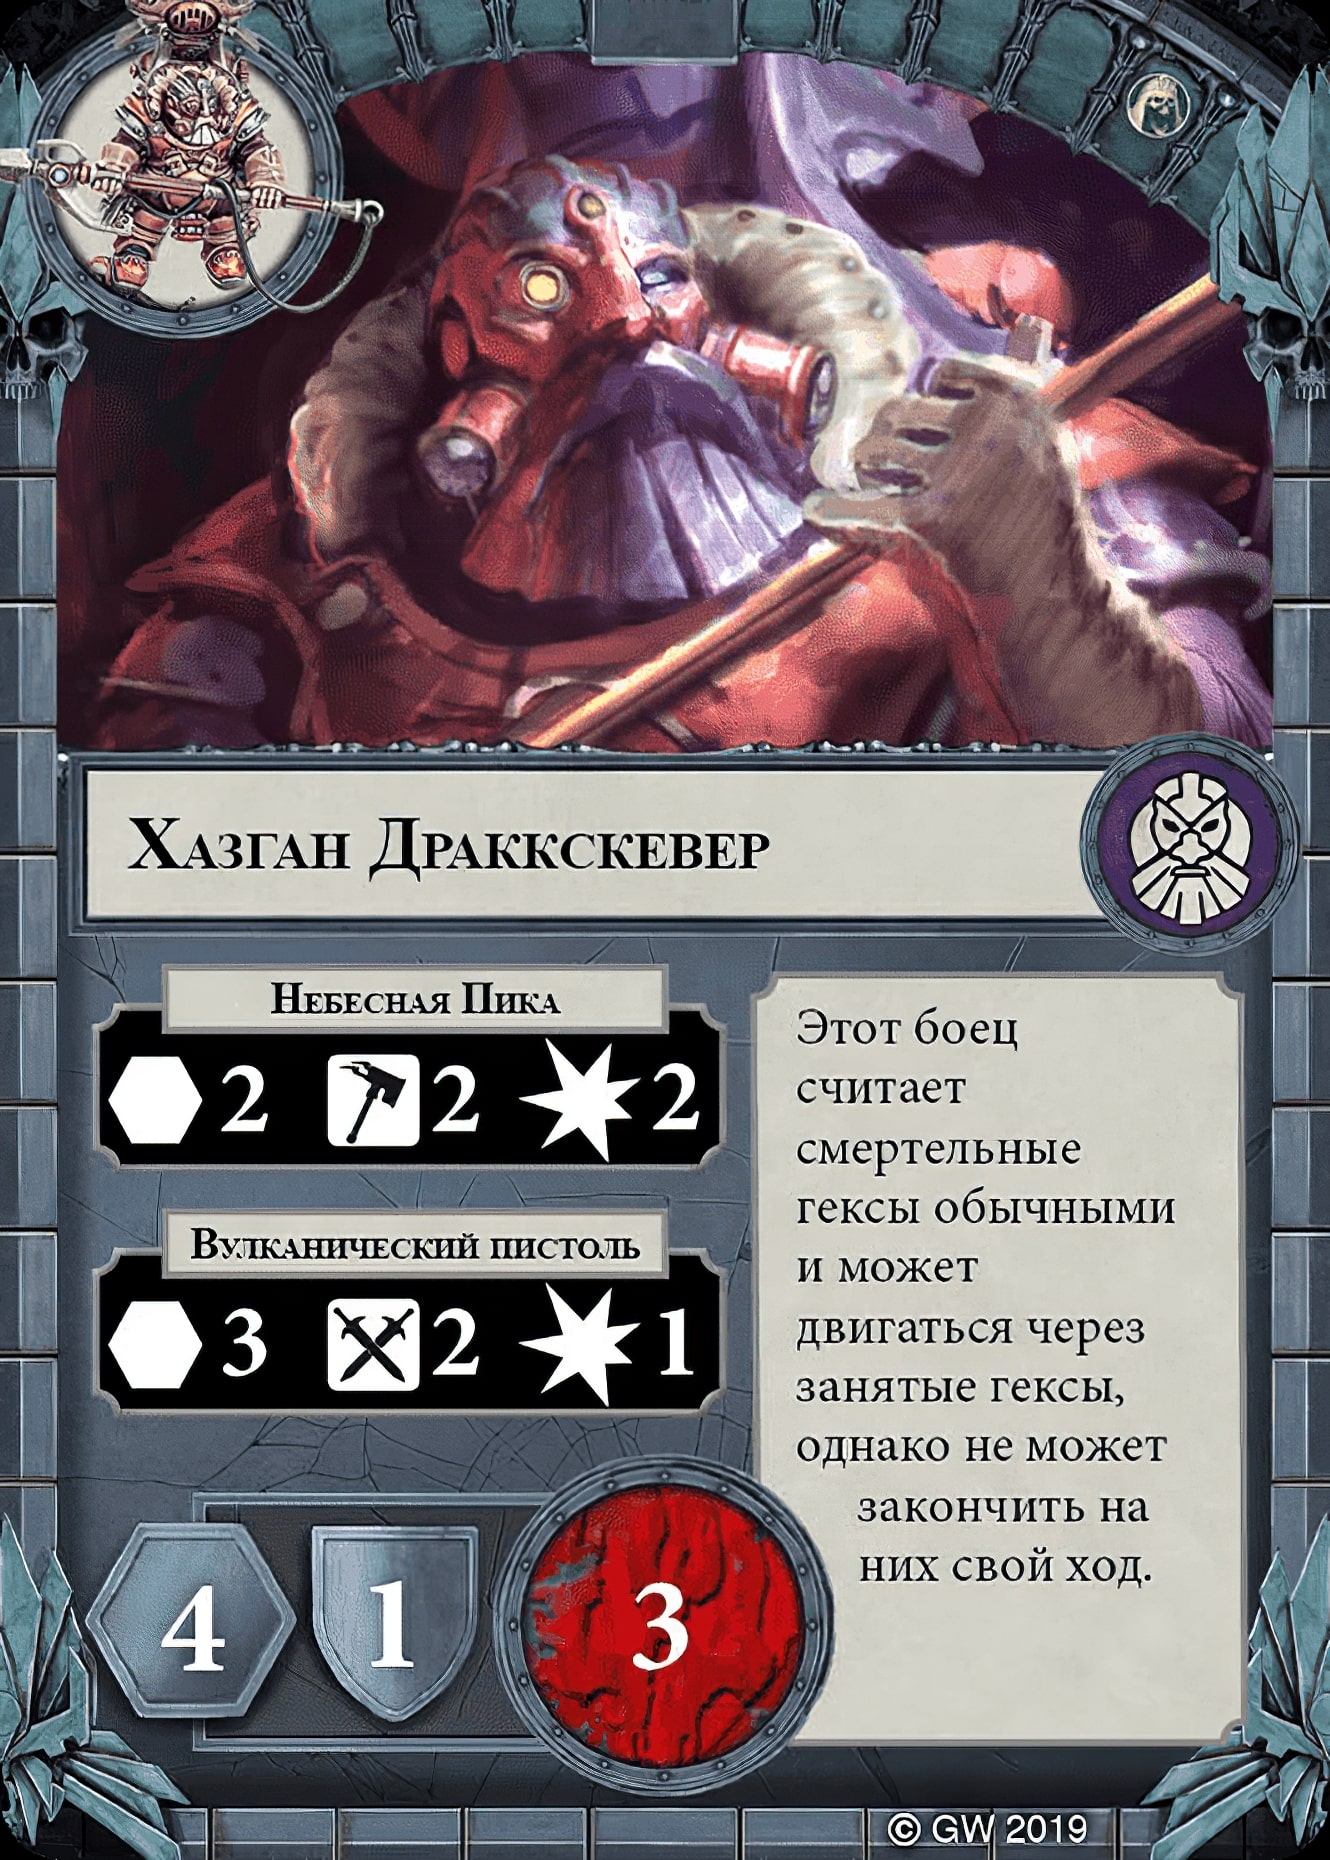 Хазган Драккскевер
Небесная Пика
2 2 2
Вулканический пистоль
3 2 1
4 1 3
Этот боец
считает
смертельные
гексы обычными
и может
двигаться через
занятые гексы,
однако не может
закончить на
них свой ход.
© GW 2019